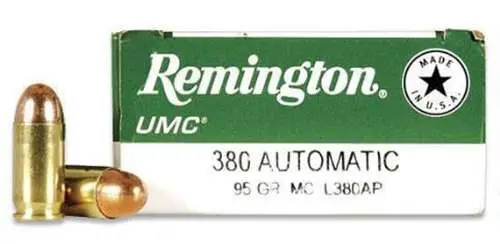 MADE
IN U.S.A.
Remington.
UMC®
380 AUTOMATIC
95 GR MC L380AP